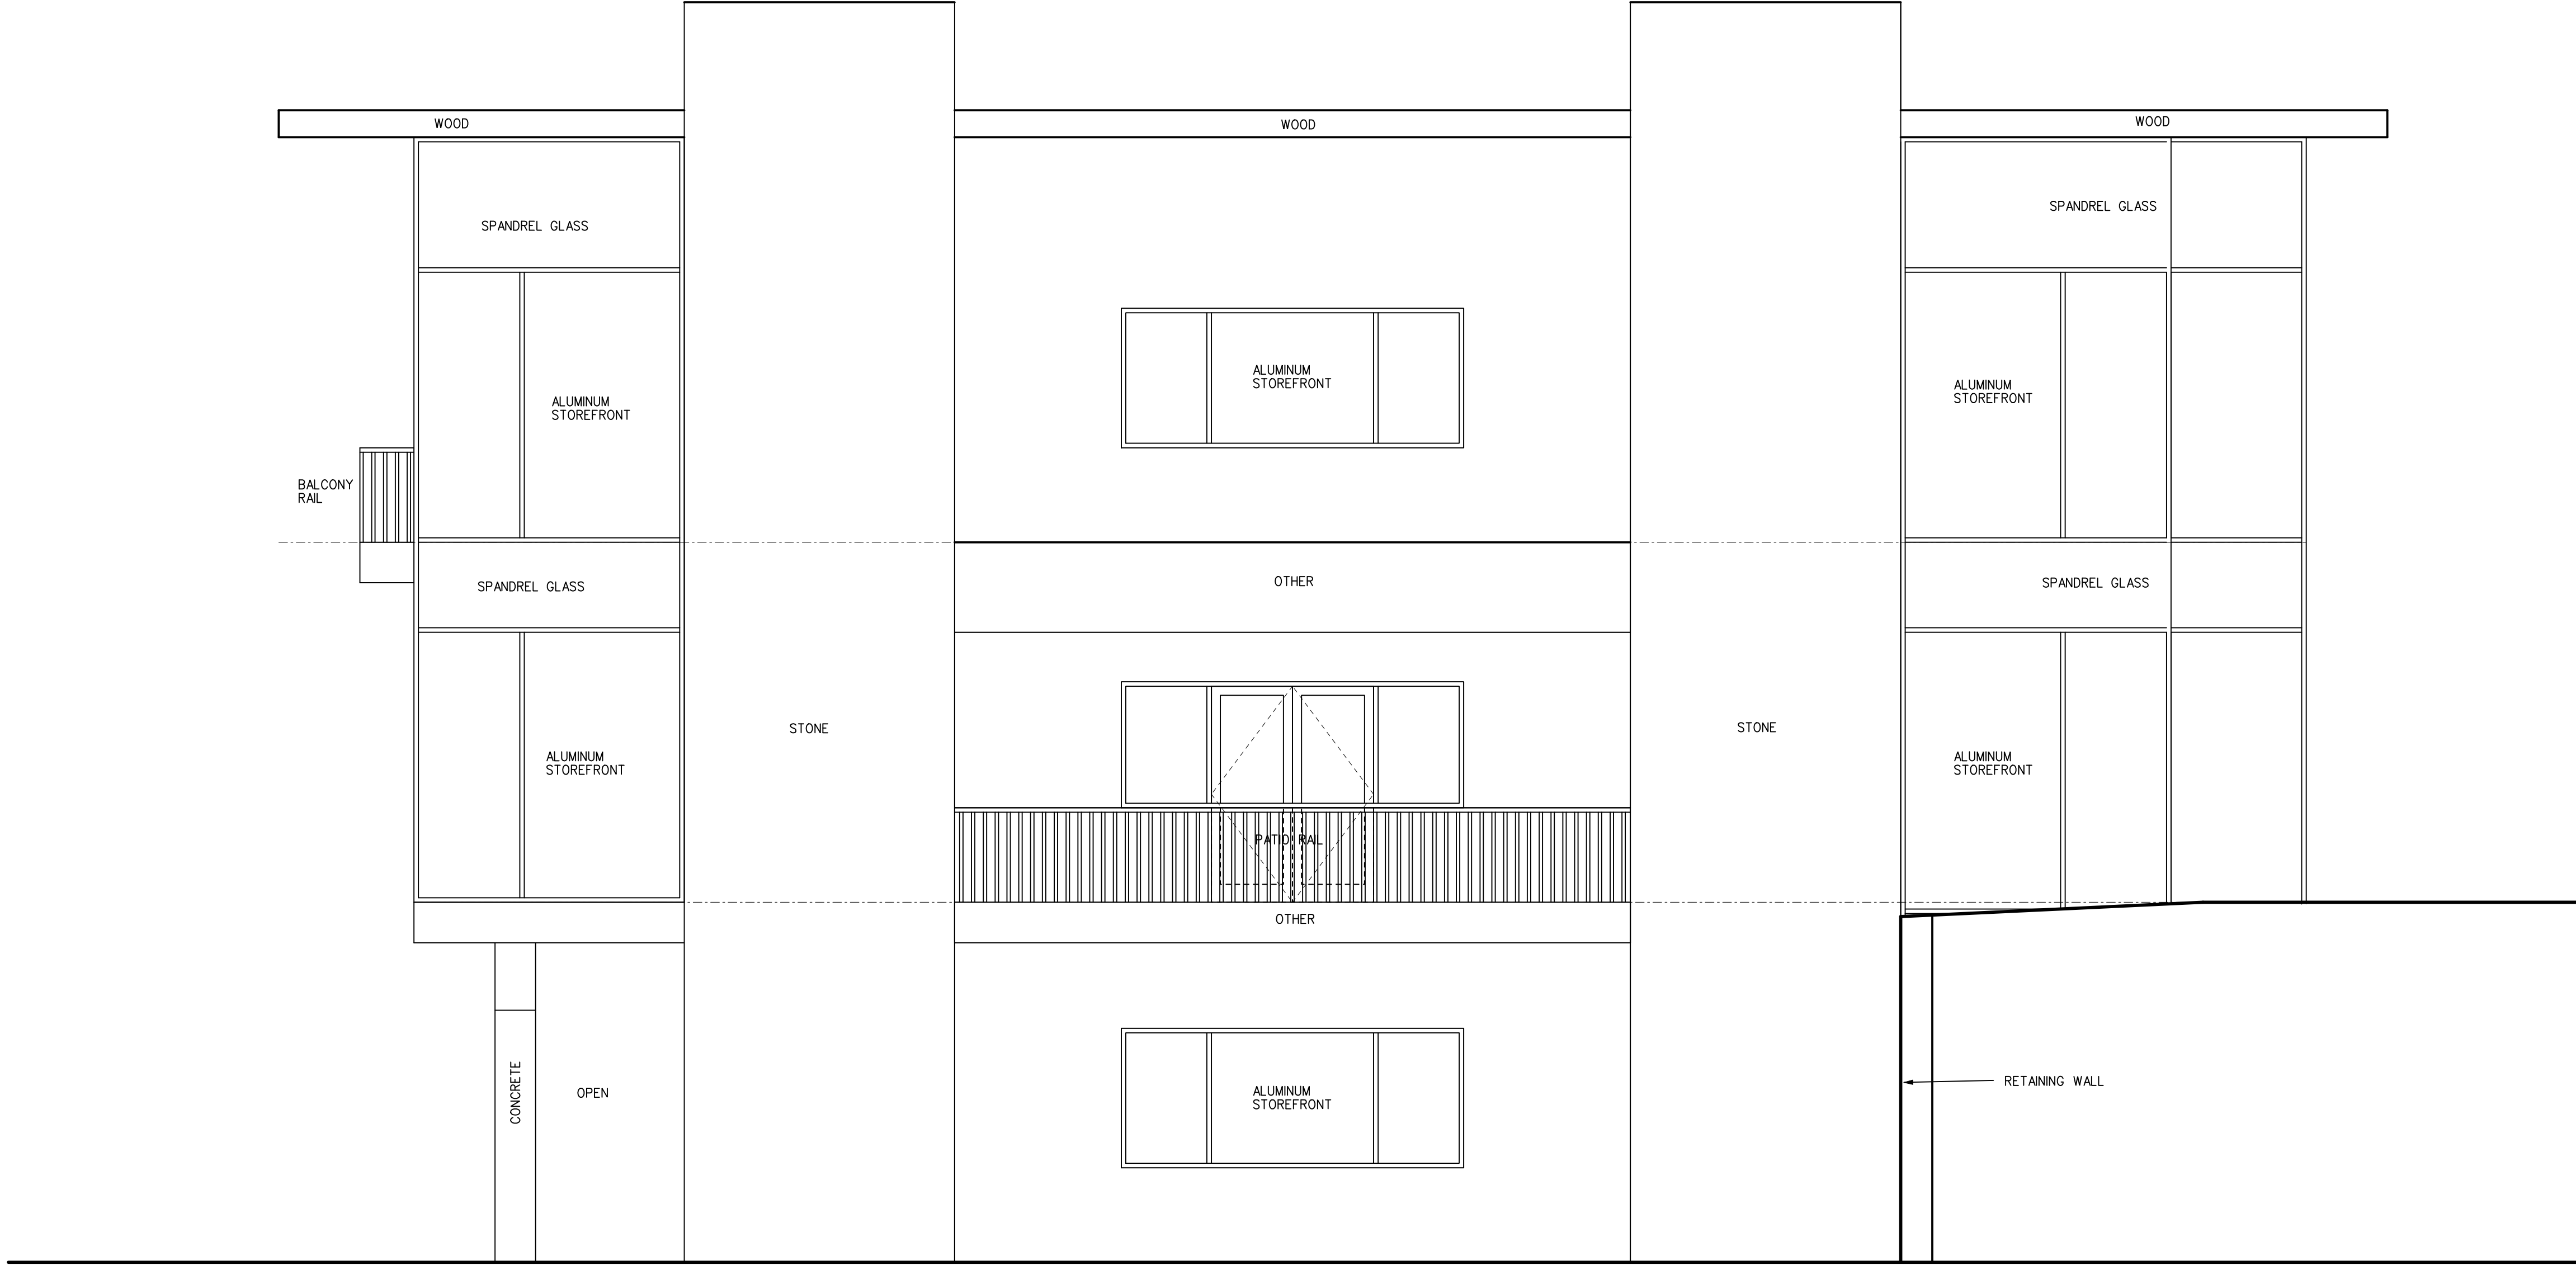 WOOD
WOOD
WOOD
SPANDREL GLASS
SPANDREL GLASS
ALUMINUM
STOREFRONT
ALUMINUM
STOREFRONT
ALUMINUM
STOREFRONT
BALCONY
RAIL
SPANDREL GLASS
OTHER
SPANDREL GLASS
STONE
STONE
ALUMINUM
STOREFRONT
ALUMINUM
STOREFRONT
PATIO RAIL
OTHER
CONCRETE
OPEN
ALUMINUM
STOREFRONT
RETAINING WALL